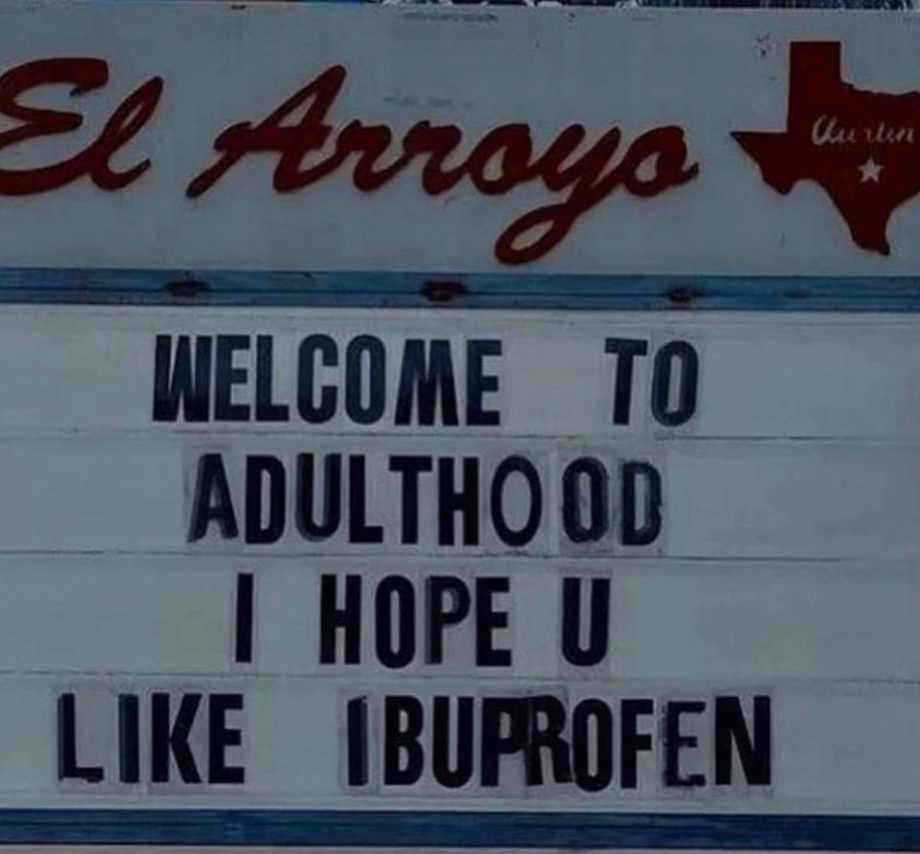 El Arroyo
Austin
WELCOME TO
ADULTHOOD
I HOPE U
LIKE IBUPROFEN